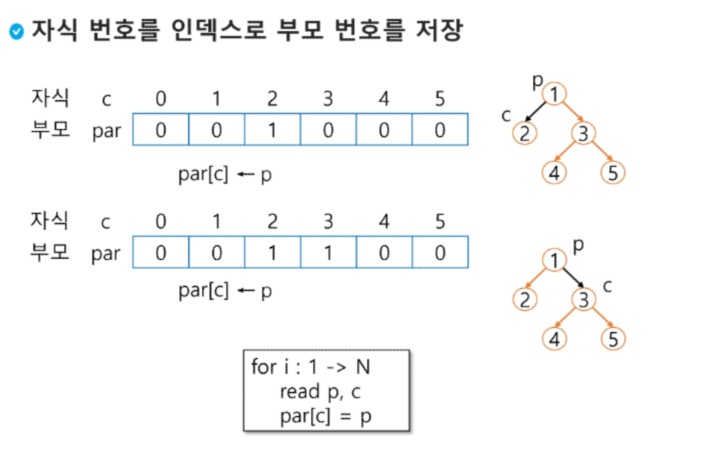 자식 번호를 인덱스로 부모 번호를 저장
자식 c 0 1 2 3 4 5
부모 par 0 0 1 0 0 0
par[c] ← p
p
1
c
2 3
4 5
자식 c 0 1 2 3 4 5
부모 par 0 0 1 1 0 0
par[c] ← p
p
1
c
2 3
4 5
for i : 1 -> N
read p, c
par[c] = p